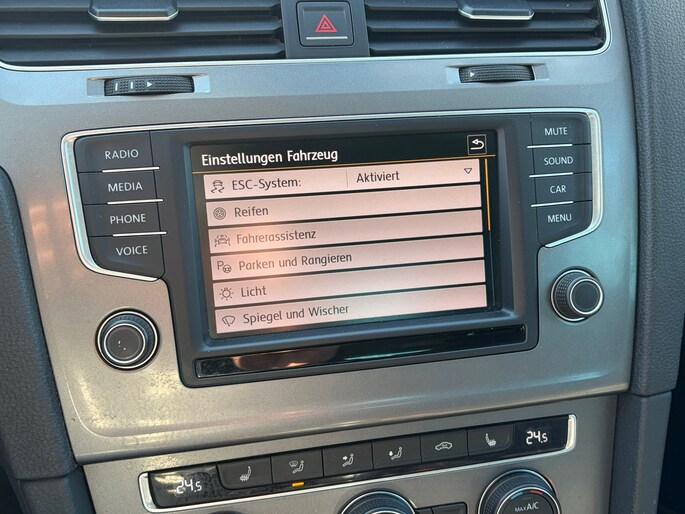 RADIO
MEDIA
PHONE
VOICE
Einstellungen Fahrzeug
ESC-System: Aktiviert
Reifen
Fahrerassistenz
Parken und Rangieren
Licht
Spiegel und Wischer
MUTE
SOUND
CAR
MENU
24.5
24.5
MAX A/C